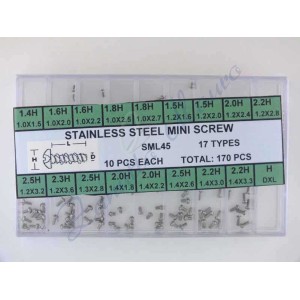 1.4H 1.6H 1.6H 1.8H 1.8H 1.5H 1.5H 2.0H 2.2H
1.0X1.5 1.0X2.0 1.0X2.2 1.0X2.5 1.0X2.7 1.2X1.6 1.2X2.0 1.2X2.4 1.2X2.8
STAINLESS STEEL MINI SCREW
L
H D
SML45 17 TYPES
10 PCS EACH TOTAL: 170 PCS
2.5H 2.3H 2.5H 2.0H 2.0H 2.2H 2.2H 2.2H H
1.2X3.2 1.2X3.6 1.3X2.8 1.4X1.8 1.4X2.2 1.4X2.6 1.4X3.0 1.4X3.3 DXL